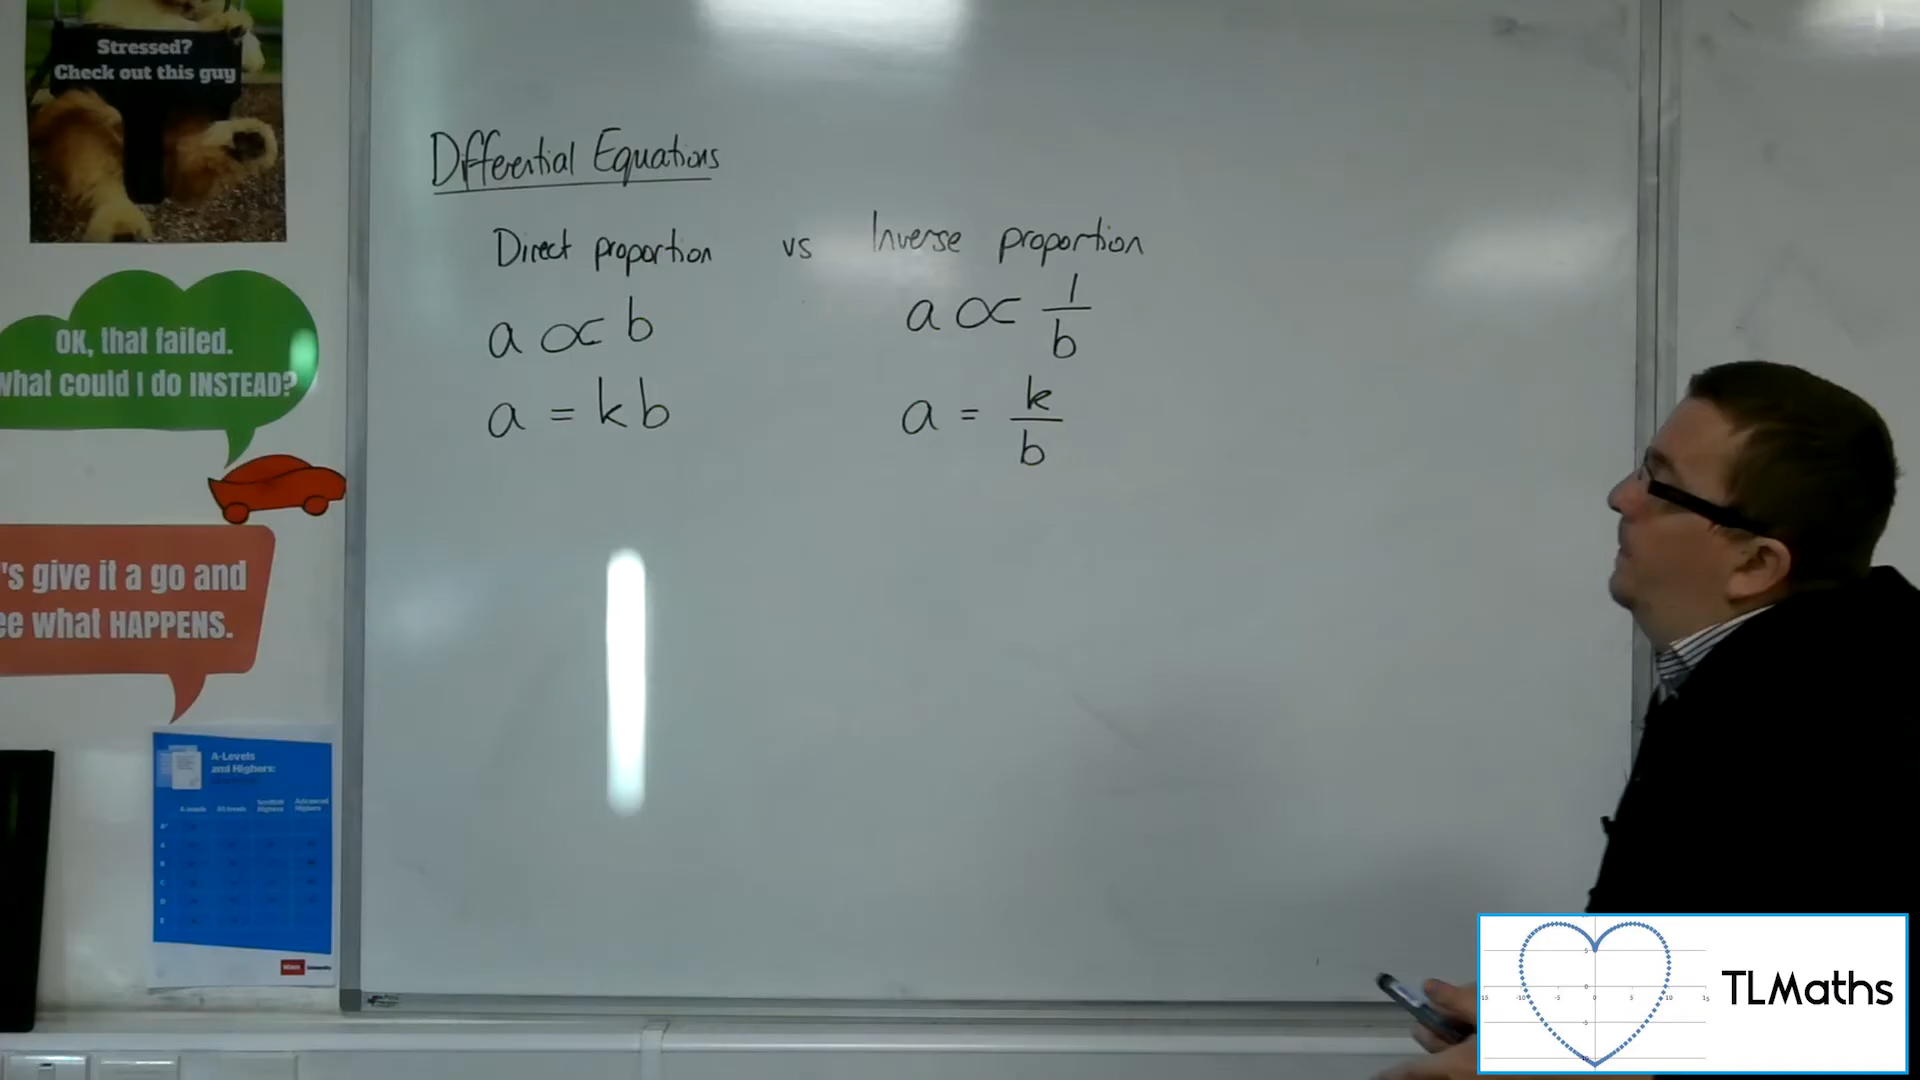 Stressed?
Check out this guy
OK, that failed.
What could I do INSTEAD?
's give it a go and
ee what HAPPENS.
A-Levels
and Highers:
Differential Equations
Direct proportion vs Inverse proportion
a ∝ b
a = kb
a ∝ 1/b
a = k/b
TLMaths